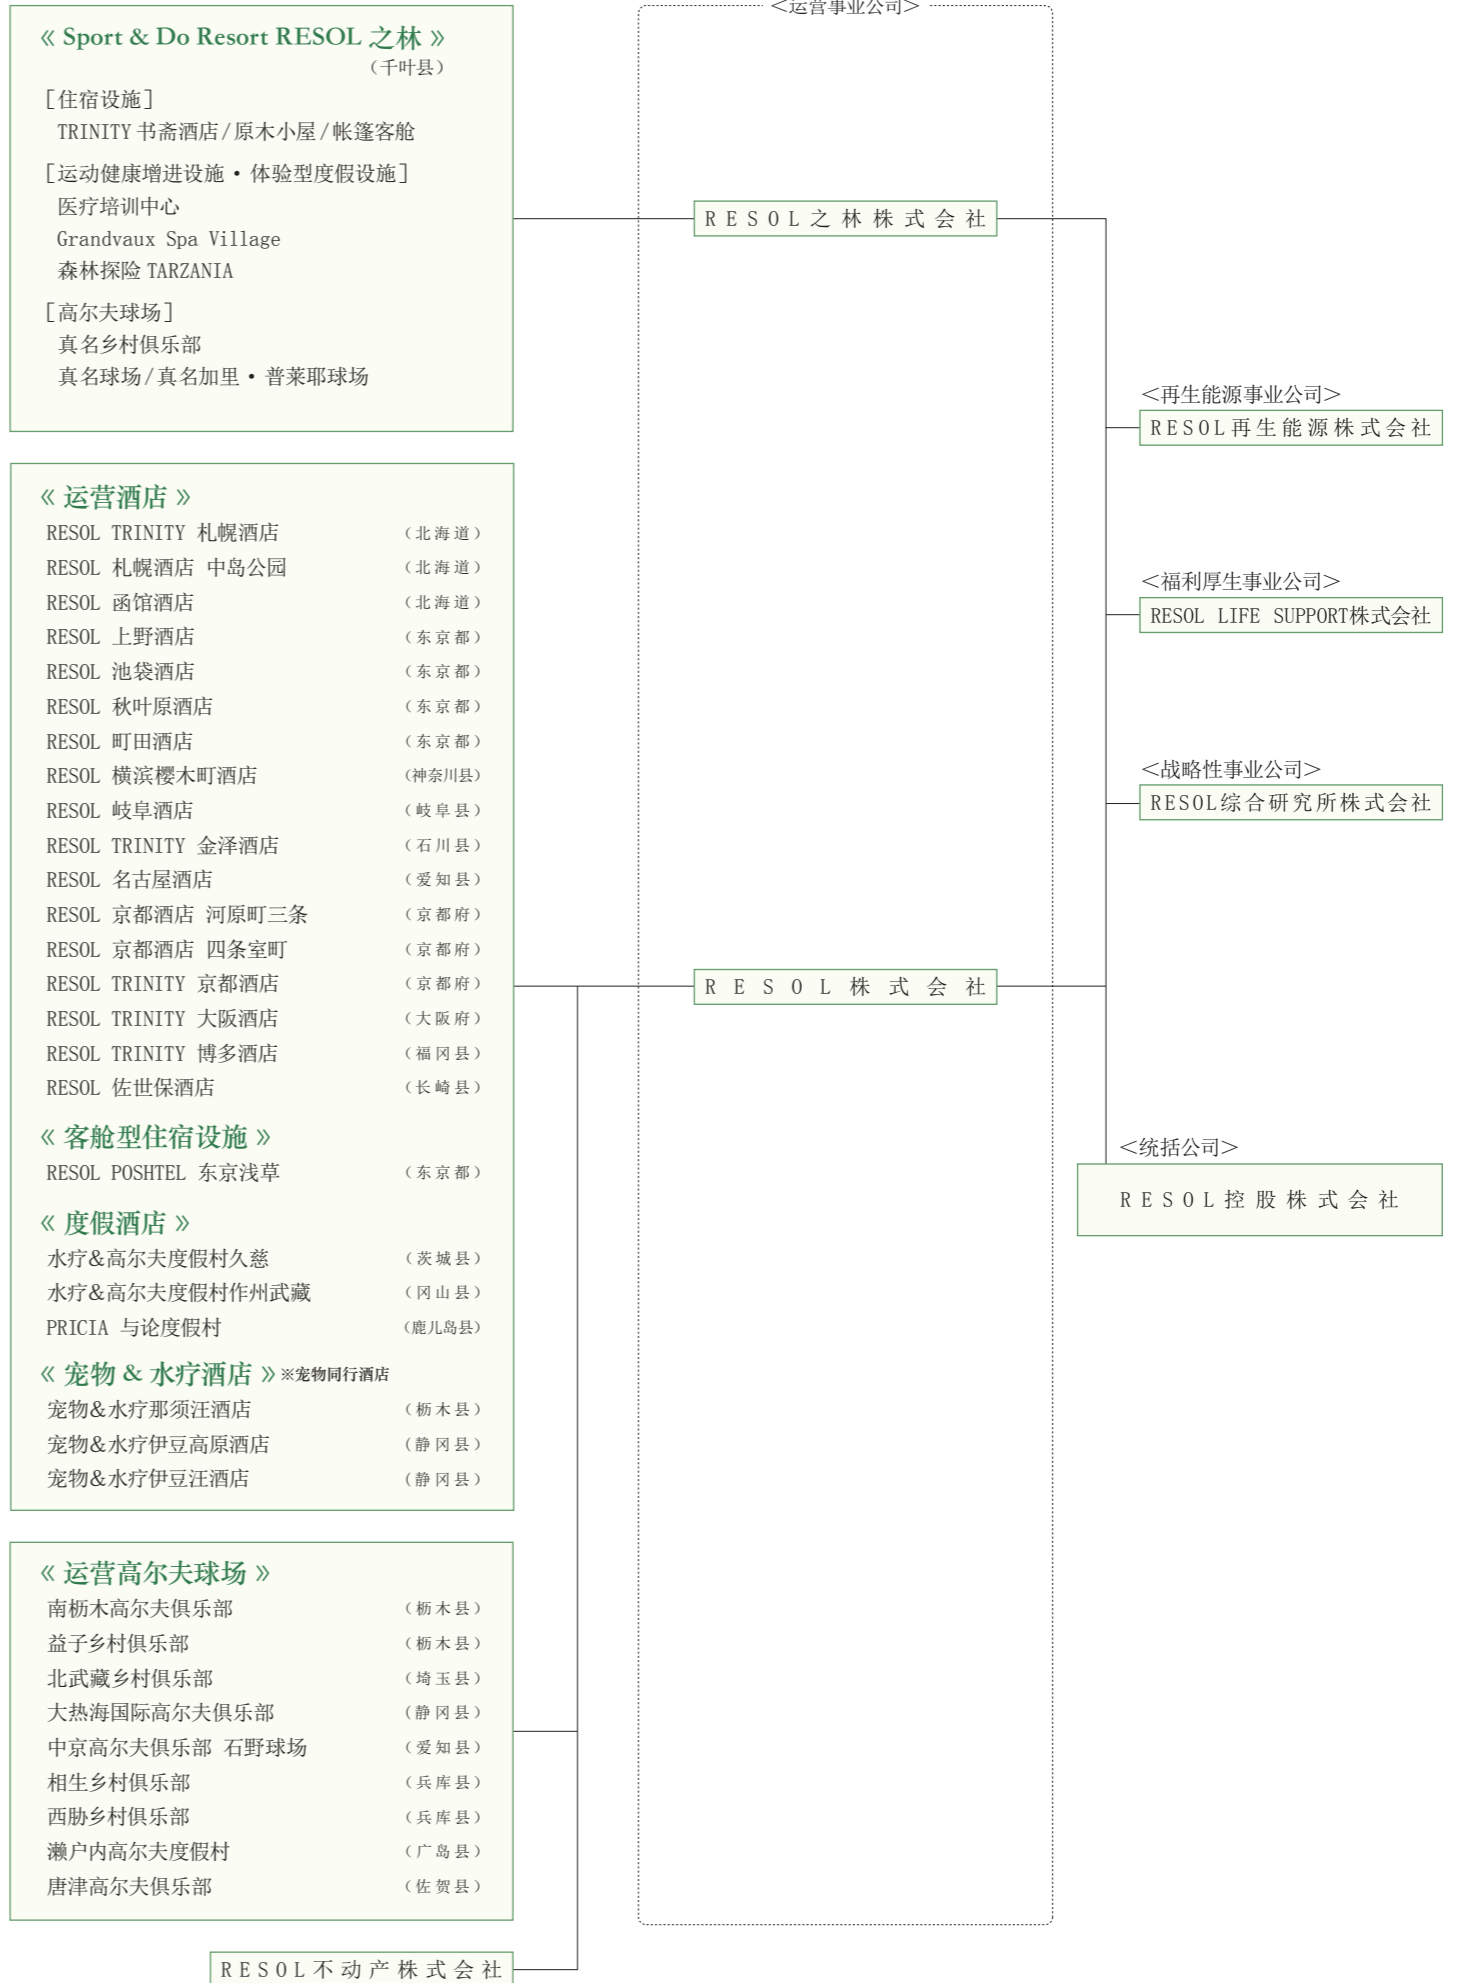 《 Sport & Do Resort RESOL 之林 》
（千叶县）
［住宿设施］
TRINITY 书斋酒店/原木小屋/帐篷客舱
［运动健康增进设施・体验型度假设施］
医疗培训中心
Grandvaux Spa Village
森林探险 TARZANIA
［高尔夫球场］
真名乡村俱乐部
真名球场/真名加里・普莱耶球场
《 运营酒店 》
RESOL TRINITY 札幌酒店 （北海道）
RESOL 札幌酒店 中岛公园 （北海道）
RESOL 函馆酒店 （北海道）
RESOL 上野酒店 （东京都）
RESOL 池袋酒店 （东京都）
RESOL 秋叶原酒店 （东京都）
RESOL 町田酒店 （东京都）
RESOL 横滨樱木町酒店 （神奈川县）
RESOL 岐阜酒店 （岐阜县）
RESOL TRINITY 金泽酒店 （石川县）
RESOL 名古屋酒店 （爱知县）
RESOL 京都酒店 河原町三条 （京都府）
RESOL 京都酒店 四条室町 （京都府）
RESOL TRINITY 京都酒店 （京都府）
RESOL TRINITY 大阪酒店 （大阪府）
RESOL TRINITY 博多酒店 （福冈县）
RESOL 佐世保酒店 （长崎县）
《 客舱型住宿设施 》
RESOL POSHTEL 东京浅草 （东京都）
《 度假酒店 》
水疗&高尔夫度假村久慈 （茨城县）
水疗&高尔夫度假村作州武藏 （冈山县）
PRICIA 与论度假村 （鹿儿岛县）
《 宠物 & 水疗酒店 》※宠物同行酒店
宠物&水疗那须汪酒店 （枥木县）
宠物&水疗伊豆高原酒店 （静冈县）
宠物&水疗伊豆汪酒店 （静冈县）
《 运营高尔夫球场 》
南枥木高尔夫俱乐部 （枥木县）
益子乡村俱乐部 （枥木县）
北武藏乡村俱乐部 （埼玉县）
大热海国际高尔夫俱乐部 （静冈县）
中京高尔夫俱乐部 石野球场 （爱知县）
相生乡村俱乐部 （兵库县）
西胁乡村俱乐部 （兵库县）
濑户内高尔夫度假村 （广岛县）
唐津高尔夫俱乐部 （佐贺县）
RESOL不动产株式会社
＜运营事业公司＞
RESOL之林株式会社
RESOL株式会社
＜再生能源事业公司＞
RESOL再生能源株式会社
＜福利厚生事业公司＞
RESOL LIFE SUPPORT株式会社
＜战略性事业公司＞
RESOL综合研究所株式会社
＜统括公司＞
RESOL控股株式会社